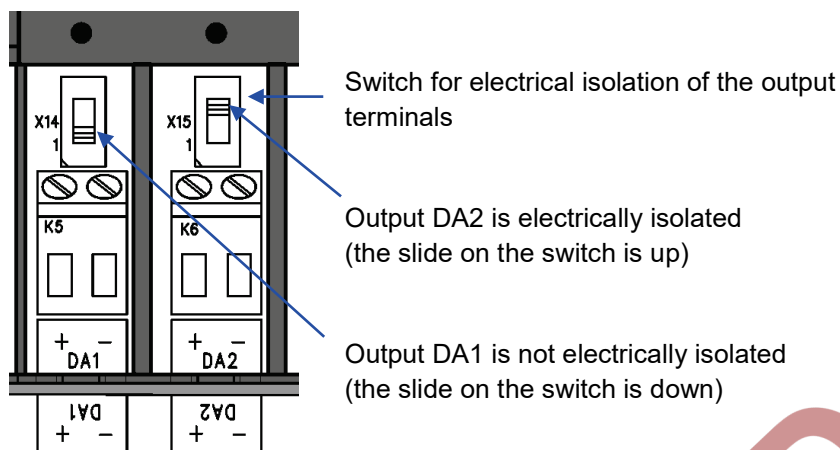 X14
1
X15
1
Switch for electrical isolation of the output
terminals
K5
K6
Output DA2 is electrically isolated
(the slide on the switch is up)
+ −
DA1
+ −
DA2
Output DA1 is not electrically isolated
(the slide on the switch is down)
DA1
+ −
DA2
+ −